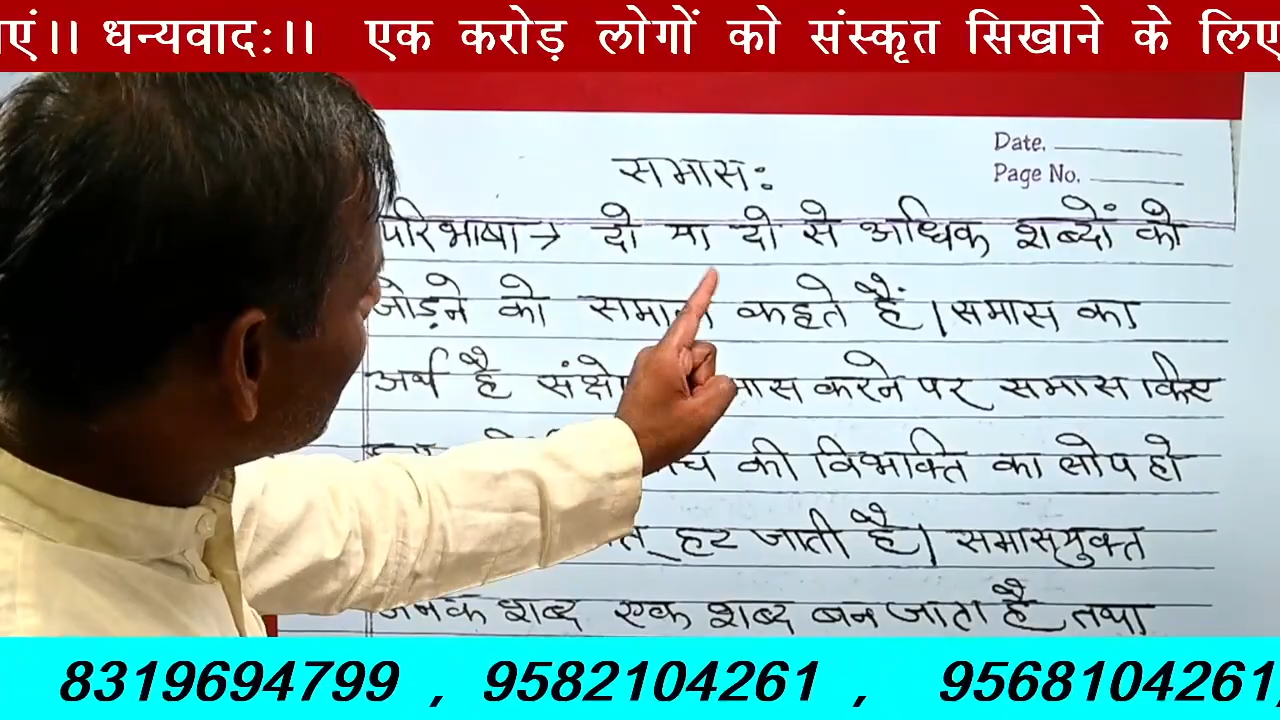 ।। धन्यवादः।। एक करोड़ लोगों को संस्कृत सिखाने के लिए
Date.
Page No.
समासः
परिभाषा → दो या दो से अधिक शब्दों को
जोड़ने को समास कहते हैं। समास का
अर्थ है करने पर समास किए
की विभक्ति का लोप हो
हट जाती है। समासयुक्त
अनेक शब्द एक शब्द बन जाता है तथा
8319694799 , 9582104261 , 9568104261,